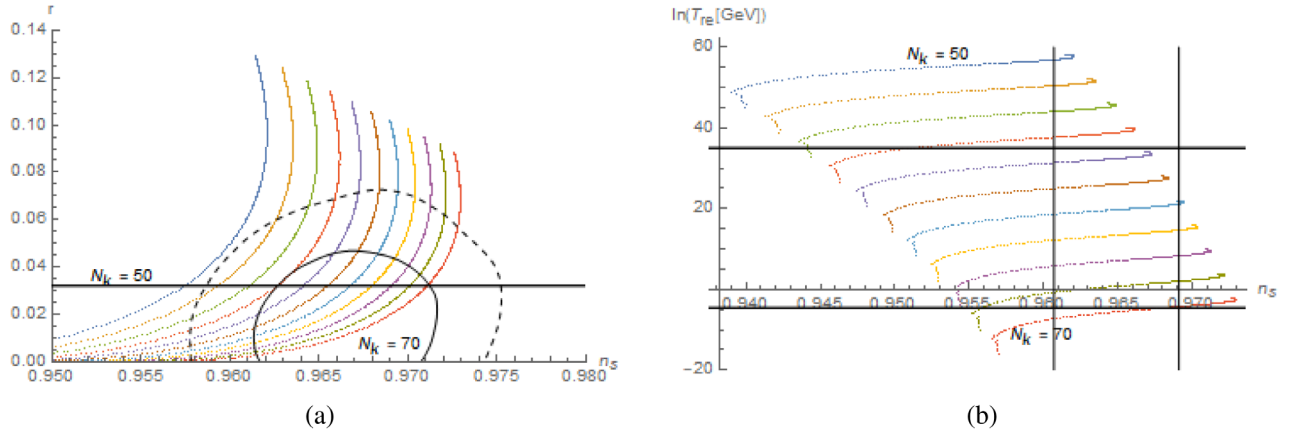 r
0.14
0.12
0.10
0.08
0.06
0.04
0.02
0.00
N_k = 50
N_k = 70
n_s
0.950 0.955 0.960 0.965 0.970 0.975 0.980
(a)
ln(T_re[GeV])
60
40
20
-20
N_k = 50
0.940 0.945 0.950 0.955 0.960 0.965 0.970
n_s
N_k = 70
(b)